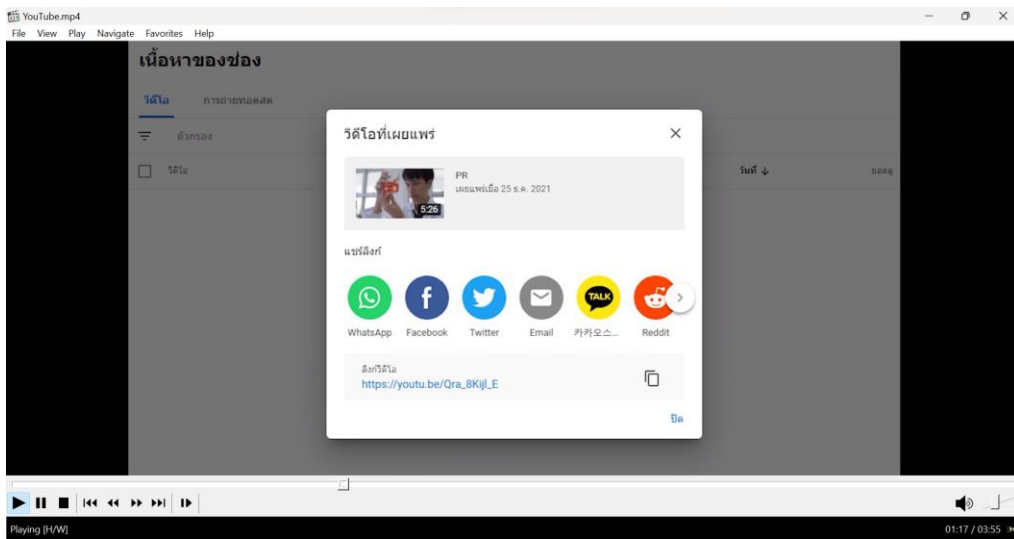 YouTube.mp4
File View Play Navigate Favorites Help
เนื้อหาของช่อง
วิดีโอ การถ่ายทอดสด
ตัวกรอง
วิดีโอ วันที่ ↓ ยอดดู
วิดีโอที่เผยแพร่
PR
เผยแพร่เมื่อ 25 ธ.ค. 2021
5:26
แชร์ลิงก์
TALK
WhatsApp Facebook Twitter Email 카카오스... Reddit
ลิงก์วิดีโอ
https://youtu.be/Qra_8Kijl_E
ปิด
Playing [H/W] 01:17 / 03:55